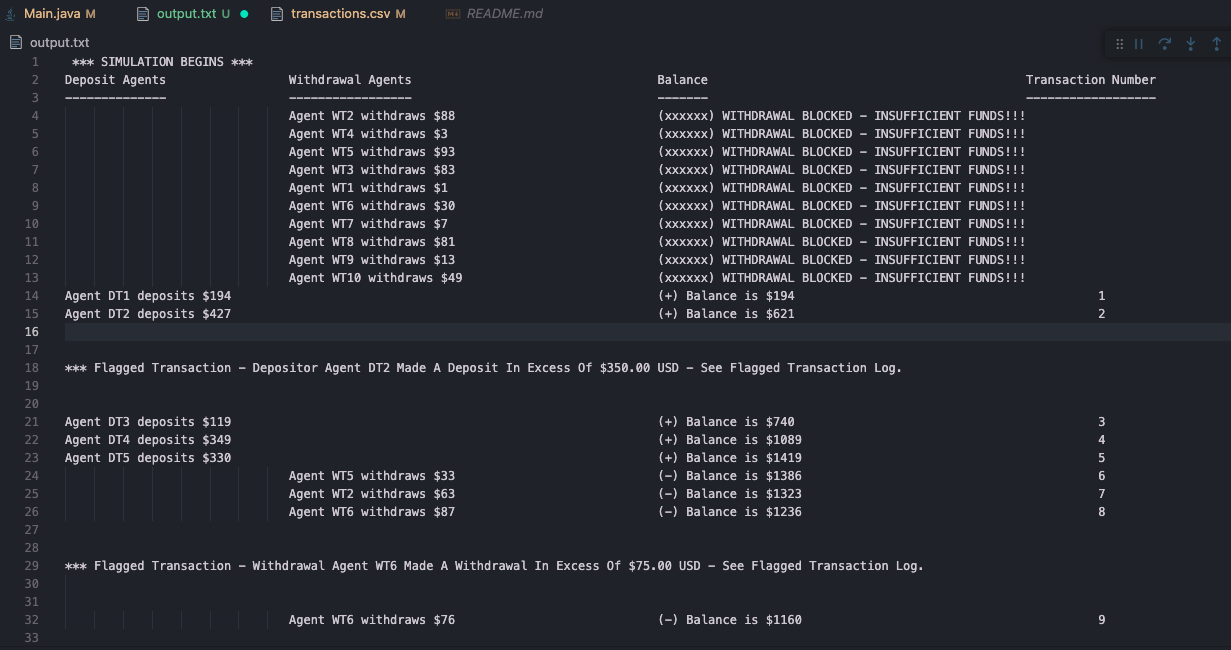 Main.java M output.txt U transactions.csv M README.md
output.txt
1 *** SIMULATION BEGINS ***
2 Deposit Agents Withdrawal Agents Balance Transaction Number
3 -------------- ----------------- ------- ------------------
4 Agent WT2 withdraws $88 (xxxxxx) WITHDRAWAL BLOCKED - INSUFFICIENT FUNDS!!!
5 Agent WT4 withdraws $3 (xxxxxx) WITHDRAWAL BLOCKED - INSUFFICIENT FUNDS!!!
6 Agent WT5 withdraws $93 (xxxxxx) WITHDRAWAL BLOCKED - INSUFFICIENT FUNDS!!!
7 Agent WT3 withdraws $83 (xxxxxx) WITHDRAWAL BLOCKED - INSUFFICIENT FUNDS!!!
8 Agent WT1 withdraws $1 (xxxxxx) WITHDRAWAL BLOCKED - INSUFFICIENT FUNDS!!!
9 Agent WT6 withdraws $30 (xxxxxx) WITHDRAWAL BLOCKED - INSUFFICIENT FUNDS!!!
10 Agent WT7 withdraws $7 (xxxxxx) WITHDRAWAL BLOCKED - INSUFFICIENT FUNDS!!!
11 Agent WT8 withdraws $81 (xxxxxx) WITHDRAWAL BLOCKED - INSUFFICIENT FUNDS!!!
12 Agent WT9 withdraws $13 (xxxxxx) WITHDRAWAL BLOCKED - INSUFFICIENT FUNDS!!!
13 Agent WT10 withdraws $49 (xxxxxx) WITHDRAWAL BLOCKED - INSUFFICIENT FUNDS!!!
14 Agent DT1 deposits $194 (+) Balance is $194 1
15 Agent DT2 deposits $427 (+) Balance is $621 2
16
17
18 *** Flagged Transaction - Depositor Agent DT2 Made A Deposit In Excess Of $350.00 USD - See Flagged Transaction Log.
19
20
21 Agent DT3 deposits $119 (+) Balance is $740 3
22 Agent DT4 deposits $349 (+) Balance is $1089 4
23 Agent DT5 deposits $330 (+) Balance is $1419 5
24 Agent WT5 withdraws $33 (-) Balance is $1386 6
25 Agent WT2 withdraws $63 (-) Balance is $1323 7
26 Agent WT6 withdraws $87 (-) Balance is $1236 8
27
28
29 *** Flagged Transaction - Withdrawal Agent WT6 Made A Withdrawal In Excess Of $75.00 USD - See Flagged Transaction Log.
30
31
32 Agent WT6 withdraws $76 (-) Balance is $1160 9
33